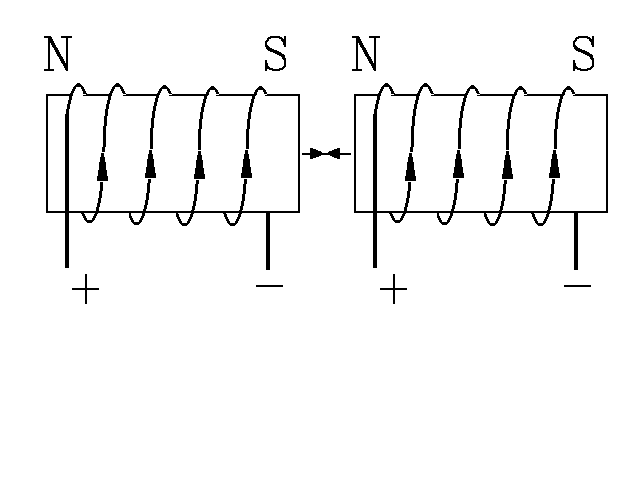 N S N S
+ − + −